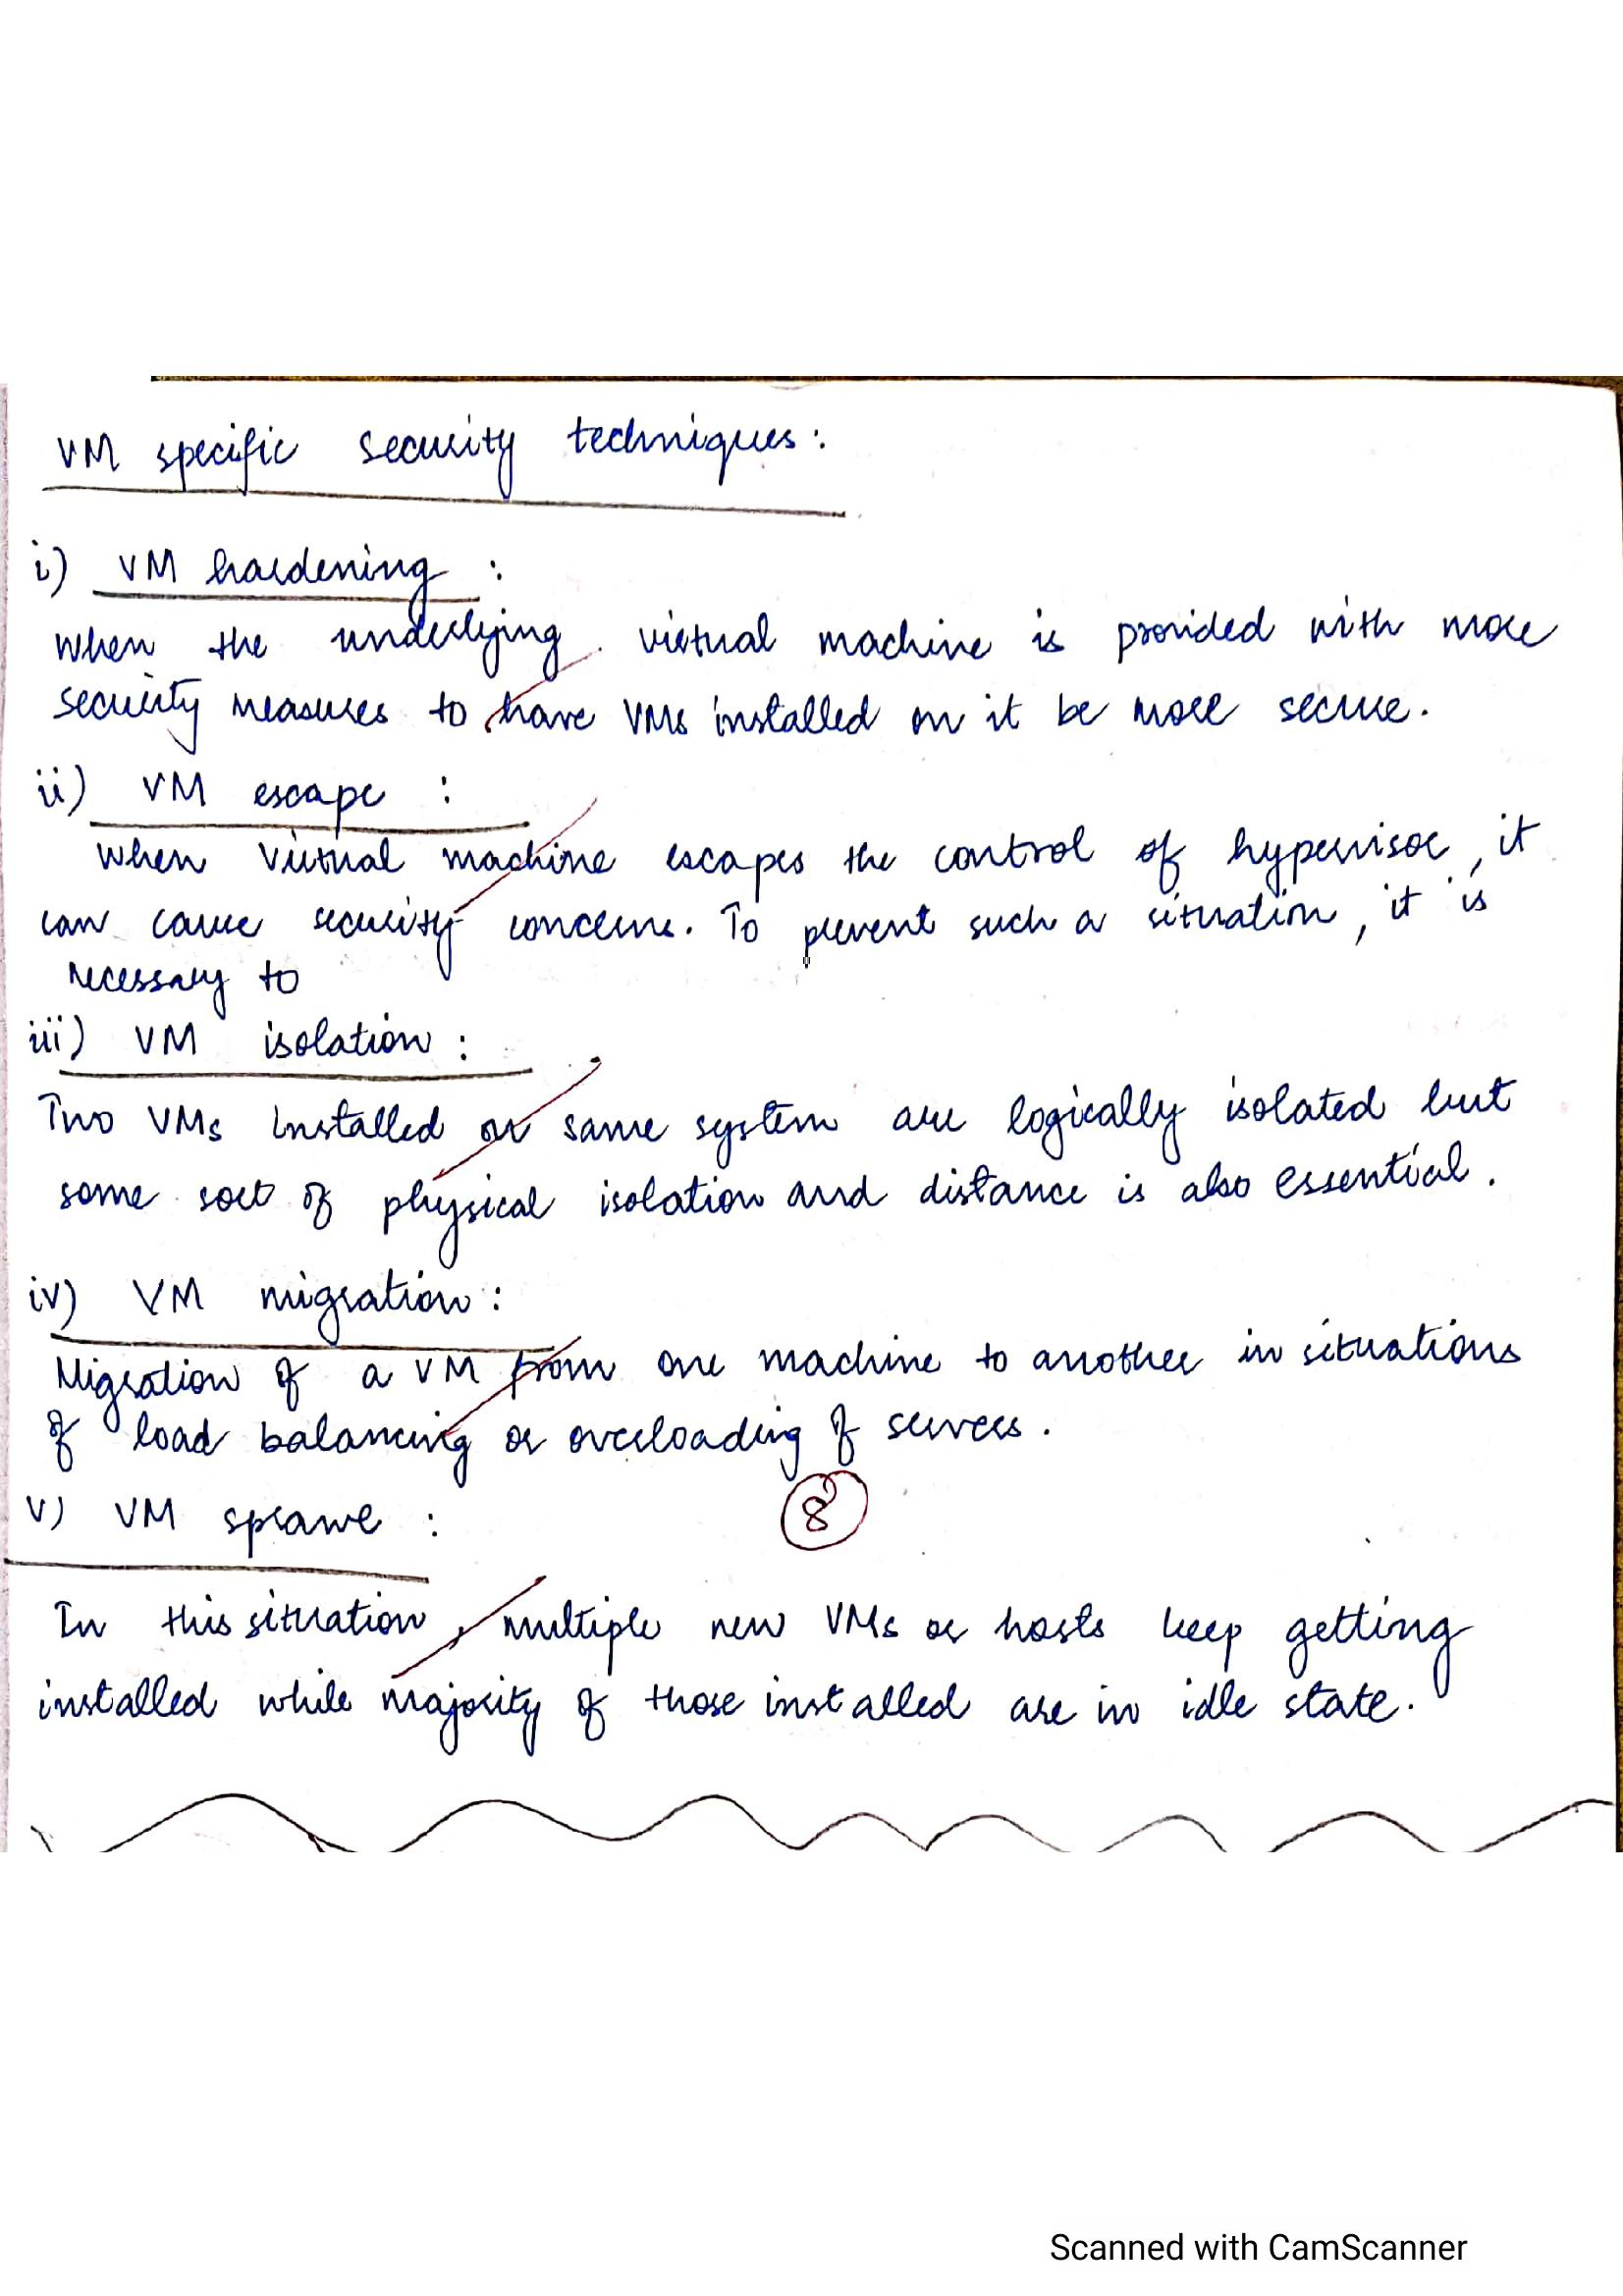 VM specific security techniques:
i) VM hardening :
When the underlying virtual machine is provided with more
security measures to have VMs installed on it be more secure.
ii) VM escape :
When virtual machine escapes the control of hypervisor, it
can cause security concerns. To prevent such a situation, it is
necessary to
iii) VM isolation :
Two VMs installed on same system are logically isolated but
some sort of physical isolation and distance is also essential.
iv) VM migration :
Migration of a VM from one machine to another in situations
of load balancing or overloading of servers.
8
v) VM sprawl :
In this situation, multiple new VMs or hosts keep getting
installed while majority of those installed are in idle state.
Scanned with CamScanner